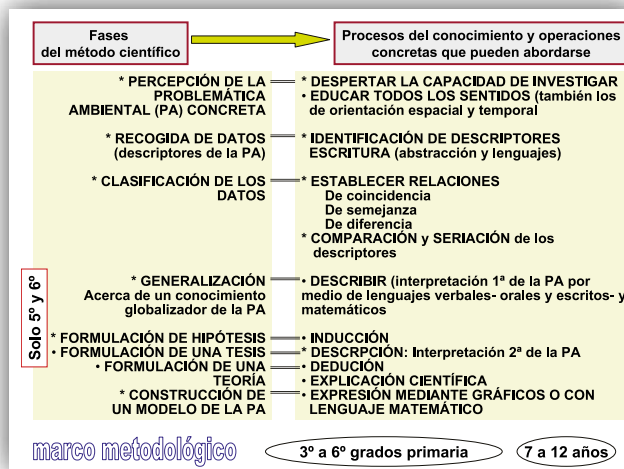 Fases
del método científico
Procesos del conocimiento y operaciones
concretas que pueden abordarse
* PERCEPCIÓN DE LA
PROBLEMÁTICA
AMBIENTAL (PA) CONCRETA
* DESPERTAR LA CAPACIDAD DE INVESTIGAR
• EDUCAR TODOS LOS SENTIDOS (también los
de orientación espacial y temporal
* RECOGIDA DE DATOS
(descriptores de la PA)
* IDENTIFICACIÓN DE DESCRIPTORES
ESCRITURA (abstracción y lenguajes)
* CLASIFICACIÓN DE LOS
DATOS
* ESTABLECER RELACIONES
De coincidencia
De semejanza
De diferencia
* COMPARACIÓN y SERIACIÓN de los
descriptores
Solo 5º y 6º
* GENERALIZACIÓN
Acerca de un conocimiento
globalizador de la PA
• DESCRIBIR (interpretación 1ª de la PA por
medio de lenguajes verbales- orales y escritos- y
matemáticos
* FORMULACIÓN DE HIPÓTESIS
• FORMULACIÓN DE UNA TESIS
• FORMULACIÓN DE UNA
TEORÍA
* CONSTRUCCIÓN DE
UN MODELO DE LA PA
• INDUCCIÓN
* DESCRPCIÓN: Interpretación 2ª de la PA
• DEDUCIÓN
• EXPLICACIÓN CIENTÍFICA
• EXPRESIÓN MEDIANTE GRÁFICOS O CON
LENGUAJE MATEMÁTICO
marco metodológico
3º a 6º grados primaria
7 a 12 años